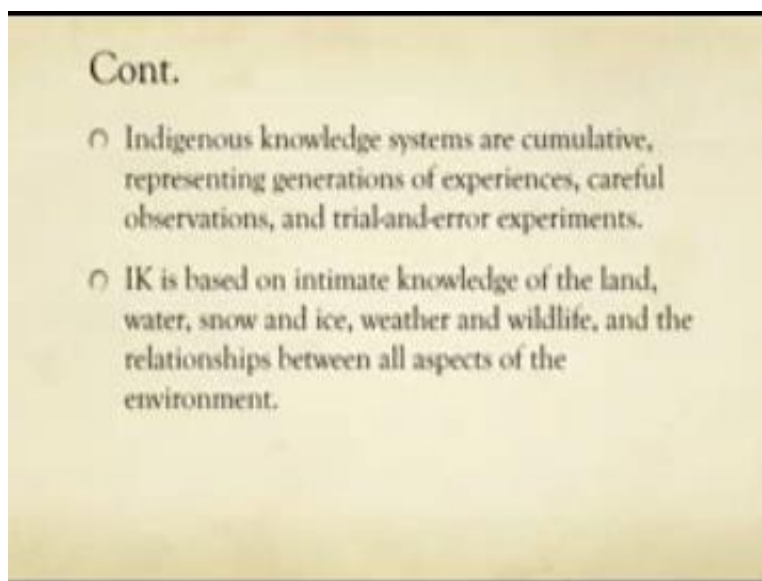 Cont.
Indigenous knowledge systems are cumulative,
representing generations of experiences, careful
observations, and trial-and-error experiments.
IK is based on intimate knowledge of the land,
water, snow and ice, weather and wildlife, and the
relationships between all aspects of the
environment.